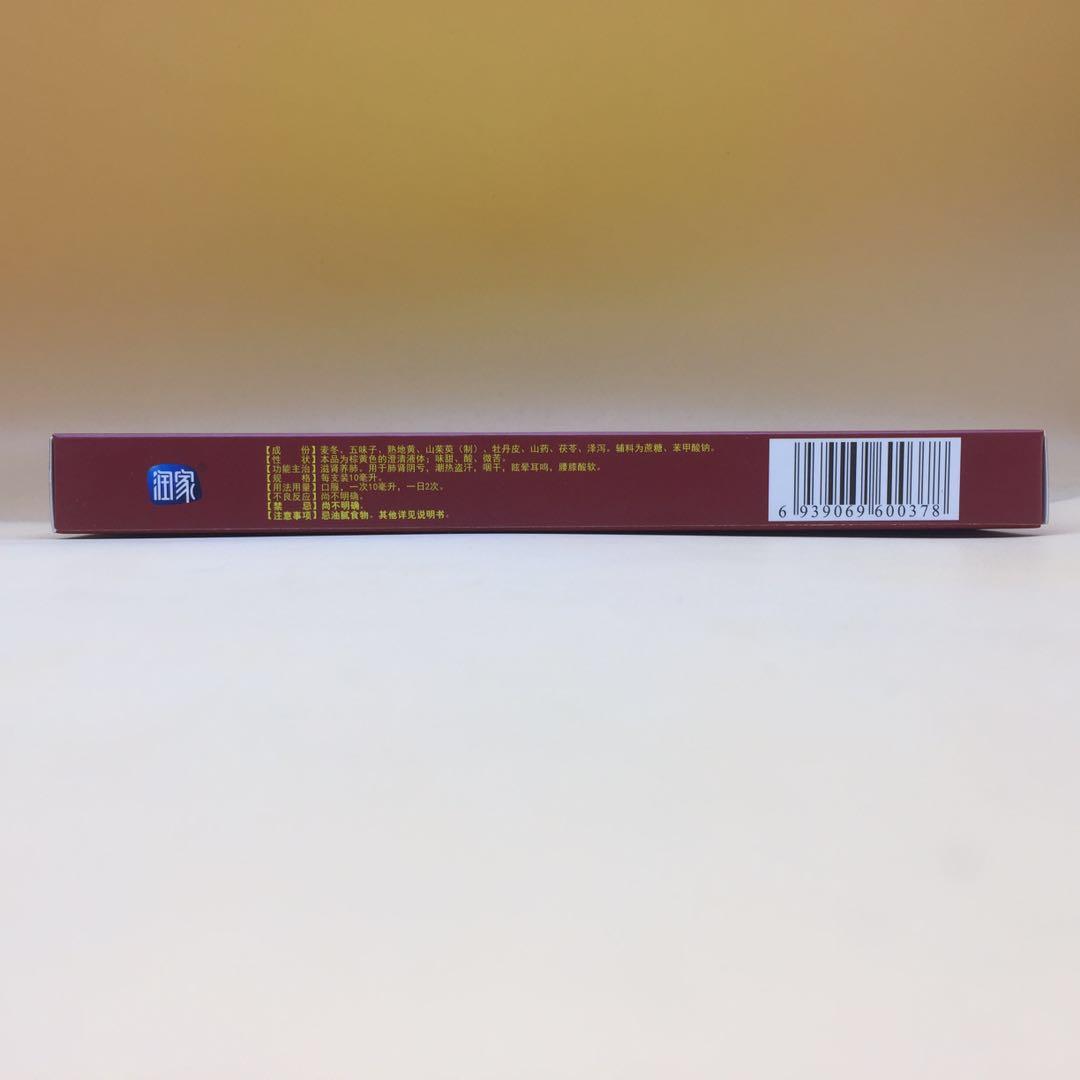 润家
【成　份】麦冬、五味子、熟地黄、山茱萸（制）、牡丹皮、山药、茯苓、泽泻。辅料为蔗糖、苯甲酸钠。
【性　状】本品为棕黄色的澄清液体；味甜、酸、微苦。
【功能主治】滋肾养肺。用于肺肾阴亏，潮热盗汗，咽干，眩晕耳鸣，腰膝酸软。
【规　格】每支装10毫升。
【用法用量】口服，一次10毫升，一日2次。
【不良反应】尚不明确。
【禁　忌】尚不明确。
【注意事项】忌油腻食物。其他详见说明书。
6 939069 600378